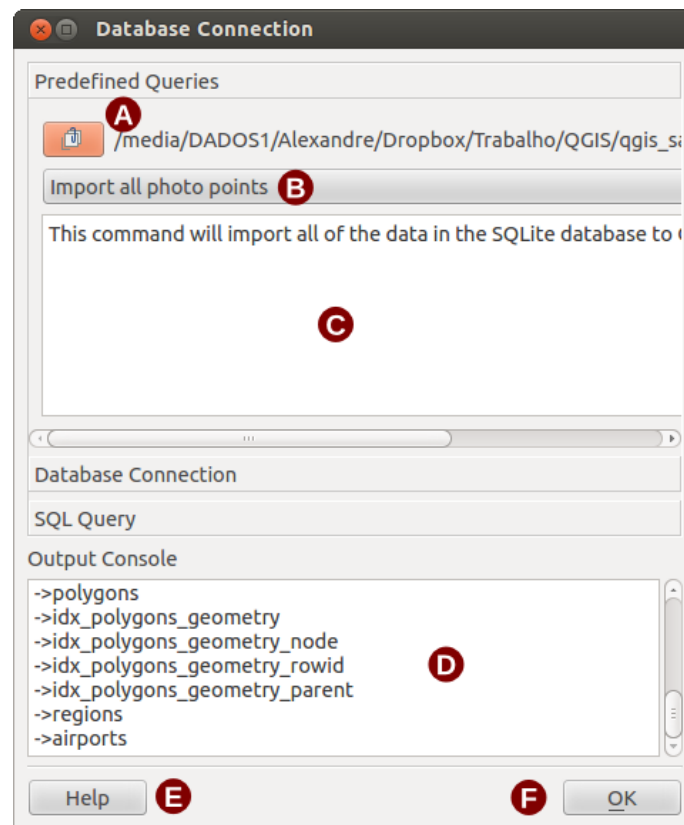 Database Connection
Predefined Queries
A
/media/DADOS1/Alexandre/Dropbox/Trabalho/QGIS/qgis_sa
Import all photo points B
This command will import all of the data in the SQLite database to
C
Database Connection
SQL Query
Output Console
->polygons
->idx_polygons_geometry
->idx_polygons_geometry_node
->idx_polygons_geometry_rowid
D
->idx_polygons_geometry_parent
->regions
->airports
Help E F OK